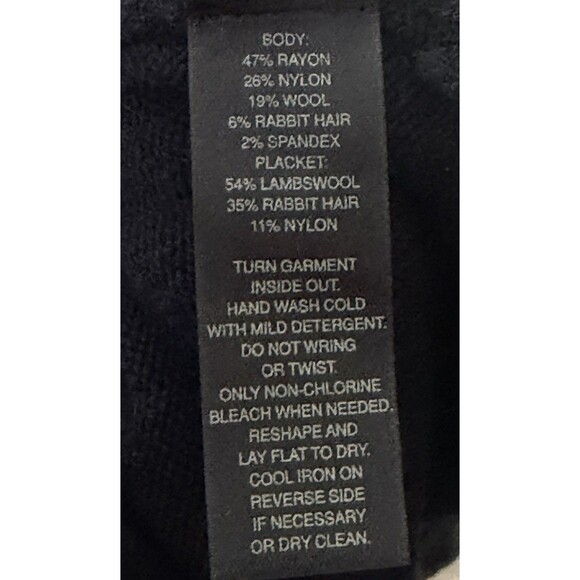 BODY:
47% RAYON
26% NYLON
19% WOOL
6% RABBIT HAIR
2% SPANDEX
PLACKET:
54% LAMBSWOOL
35% RABBIT HAIR
11% NYLON
TURN GARMENT
INSIDE OUT.
HAND WASH COLD
WITH MILD DETERGENT.
DO NOT WRING
OR TWIST.
ONLY NON-CHLORINE
BLEACH WHEN NEEDED.
RESHAPE AND
LAY FLAT TO DRY.
COOL IRON ON
REVERSE SIDE
IF NECESSARY
OR DRY CLEAN.